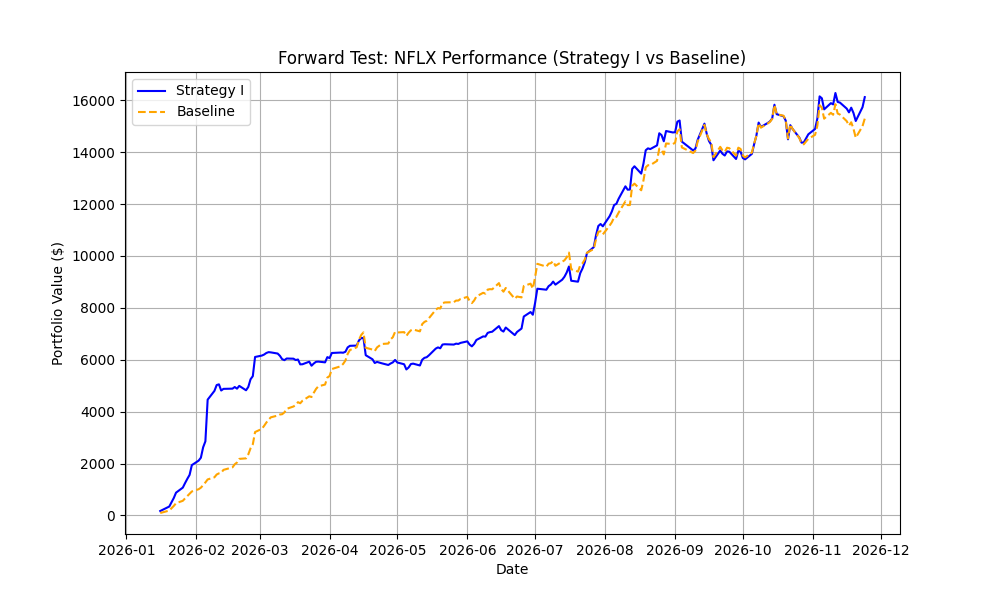 Forward Test: NFLX Performance (Strategy I vs Baseline)
Strategy I
Baseline
Portfolio Value ($)
16000
14000
12000
10000
8000
6000
4000
2000
0
2026-01 2026-02 2026-03 2026-04 2026-05 2026-06 2026-07 2026-08 2026-09 2026-10 2026-11 2026-12
Date